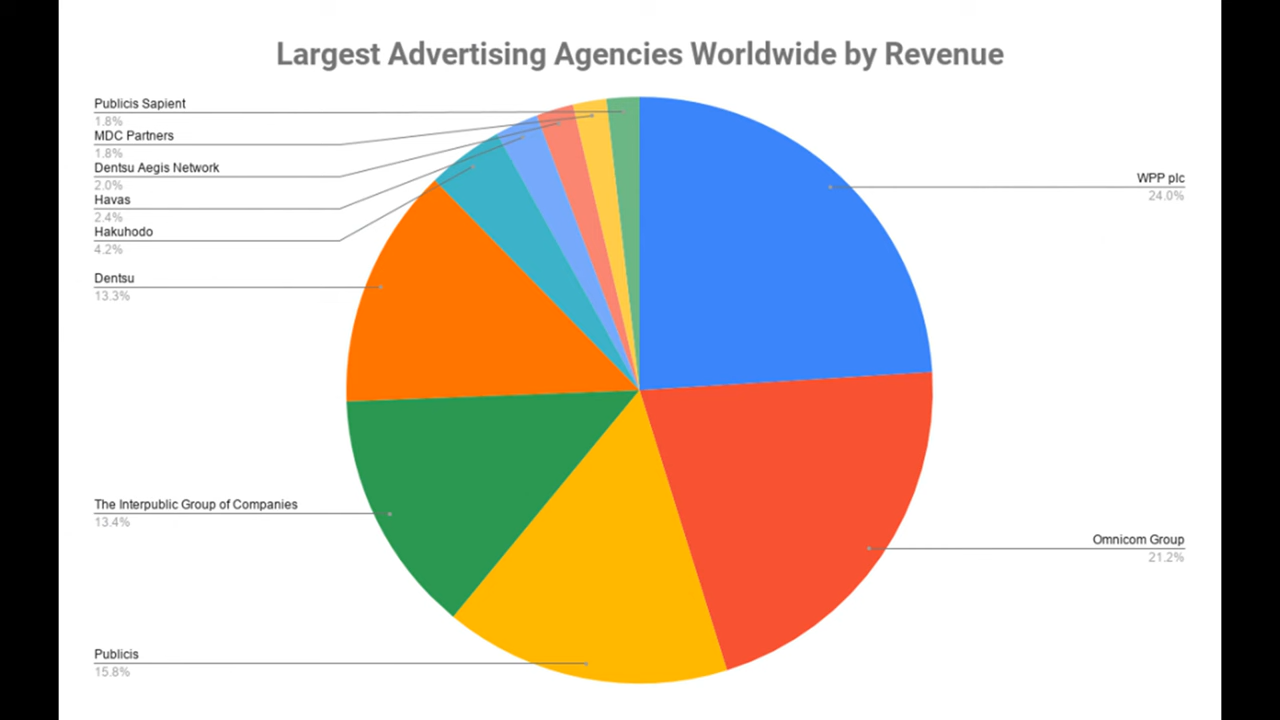 Largest Advertising Agencies Worldwide by Revenue
Publicis Sapient
1.8%
MDC Partners
1.8%
Dentsu Aegis Network
2.0%
Havas
2.4%
Hakuhodo
4.2%
Dentsu
13.3%
The Interpublic Group of Companies
13.4%
Publicis
15.8%
WPP plc
24.0%
Omnicom Group
21.2%